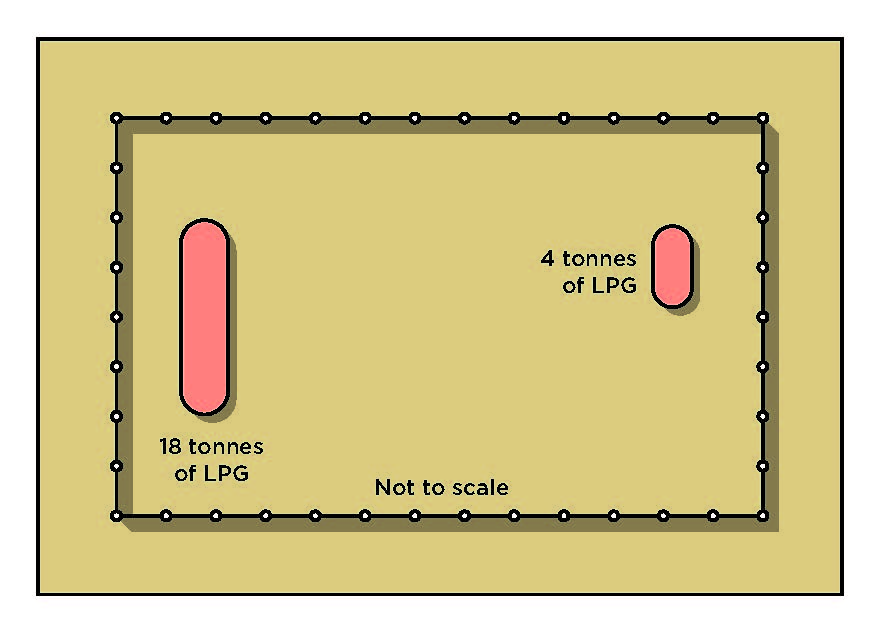 4 tonnes
of LPG
18 tonnes
of LPG
Not to scale